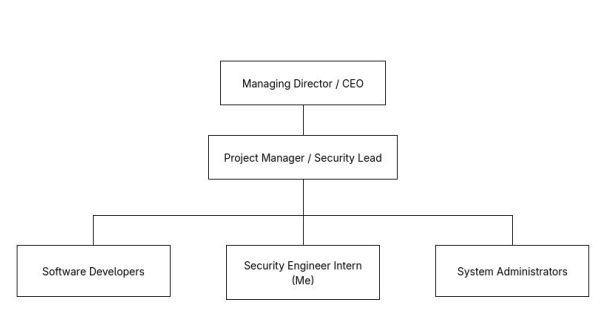 Managing Director / CEO
Project Manager / Security Lead
Software Developers
Security Engineer Intern
(Me)
System Administrators